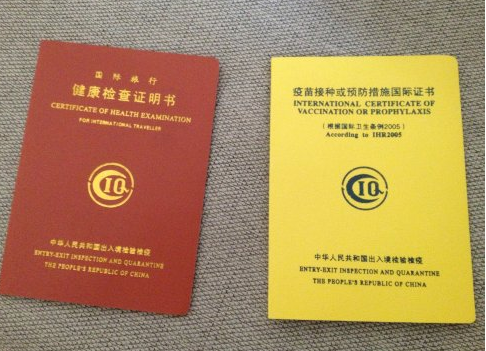 国际旅行
健康检查证明书
CERTIFICATE OF HEALTH EXAMINATION
FOR INTERNATIONAL TRAVELLER
CIQ
中华人民共和国出入境检验检疫
ENTRY-EXIT INSPECTION AND QUARANTINE
THE PEOPLE'S REPUBLIC OF CHINA
疫苗接种或预防措施国际证书
INTERNATIONAL CERTIFICATE OF
VACCINATION OR PROPHYLAXIS
(根据国际卫生条例2005)
According to IHR2005
CIQ
中华人民共和国出入境检验检疫
ENTRY-EXIT INSPECTION AND QUARANTINE
THE PEOPLE'S REPUBLIC OF CHINA